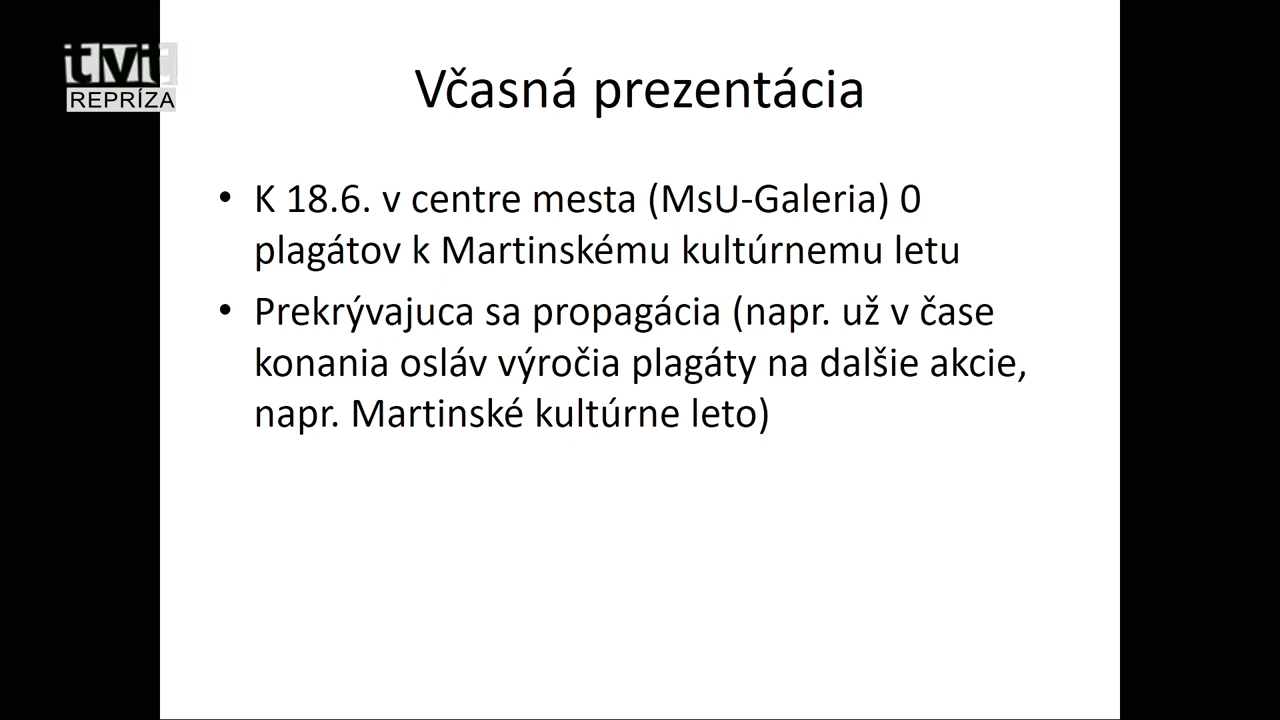 tvt
REPRÍZA
Včasná prezentácia
• K 18.6. v centre mesta (MsU-Galeria) 0
plagátov k Martinskému kultúrnemu letu
• Prekrývajuca sa propagácia (napr. už v čase
konania osláv výročia plagáty na dalšie akcie,
napr. Martinské kultúrne leto)